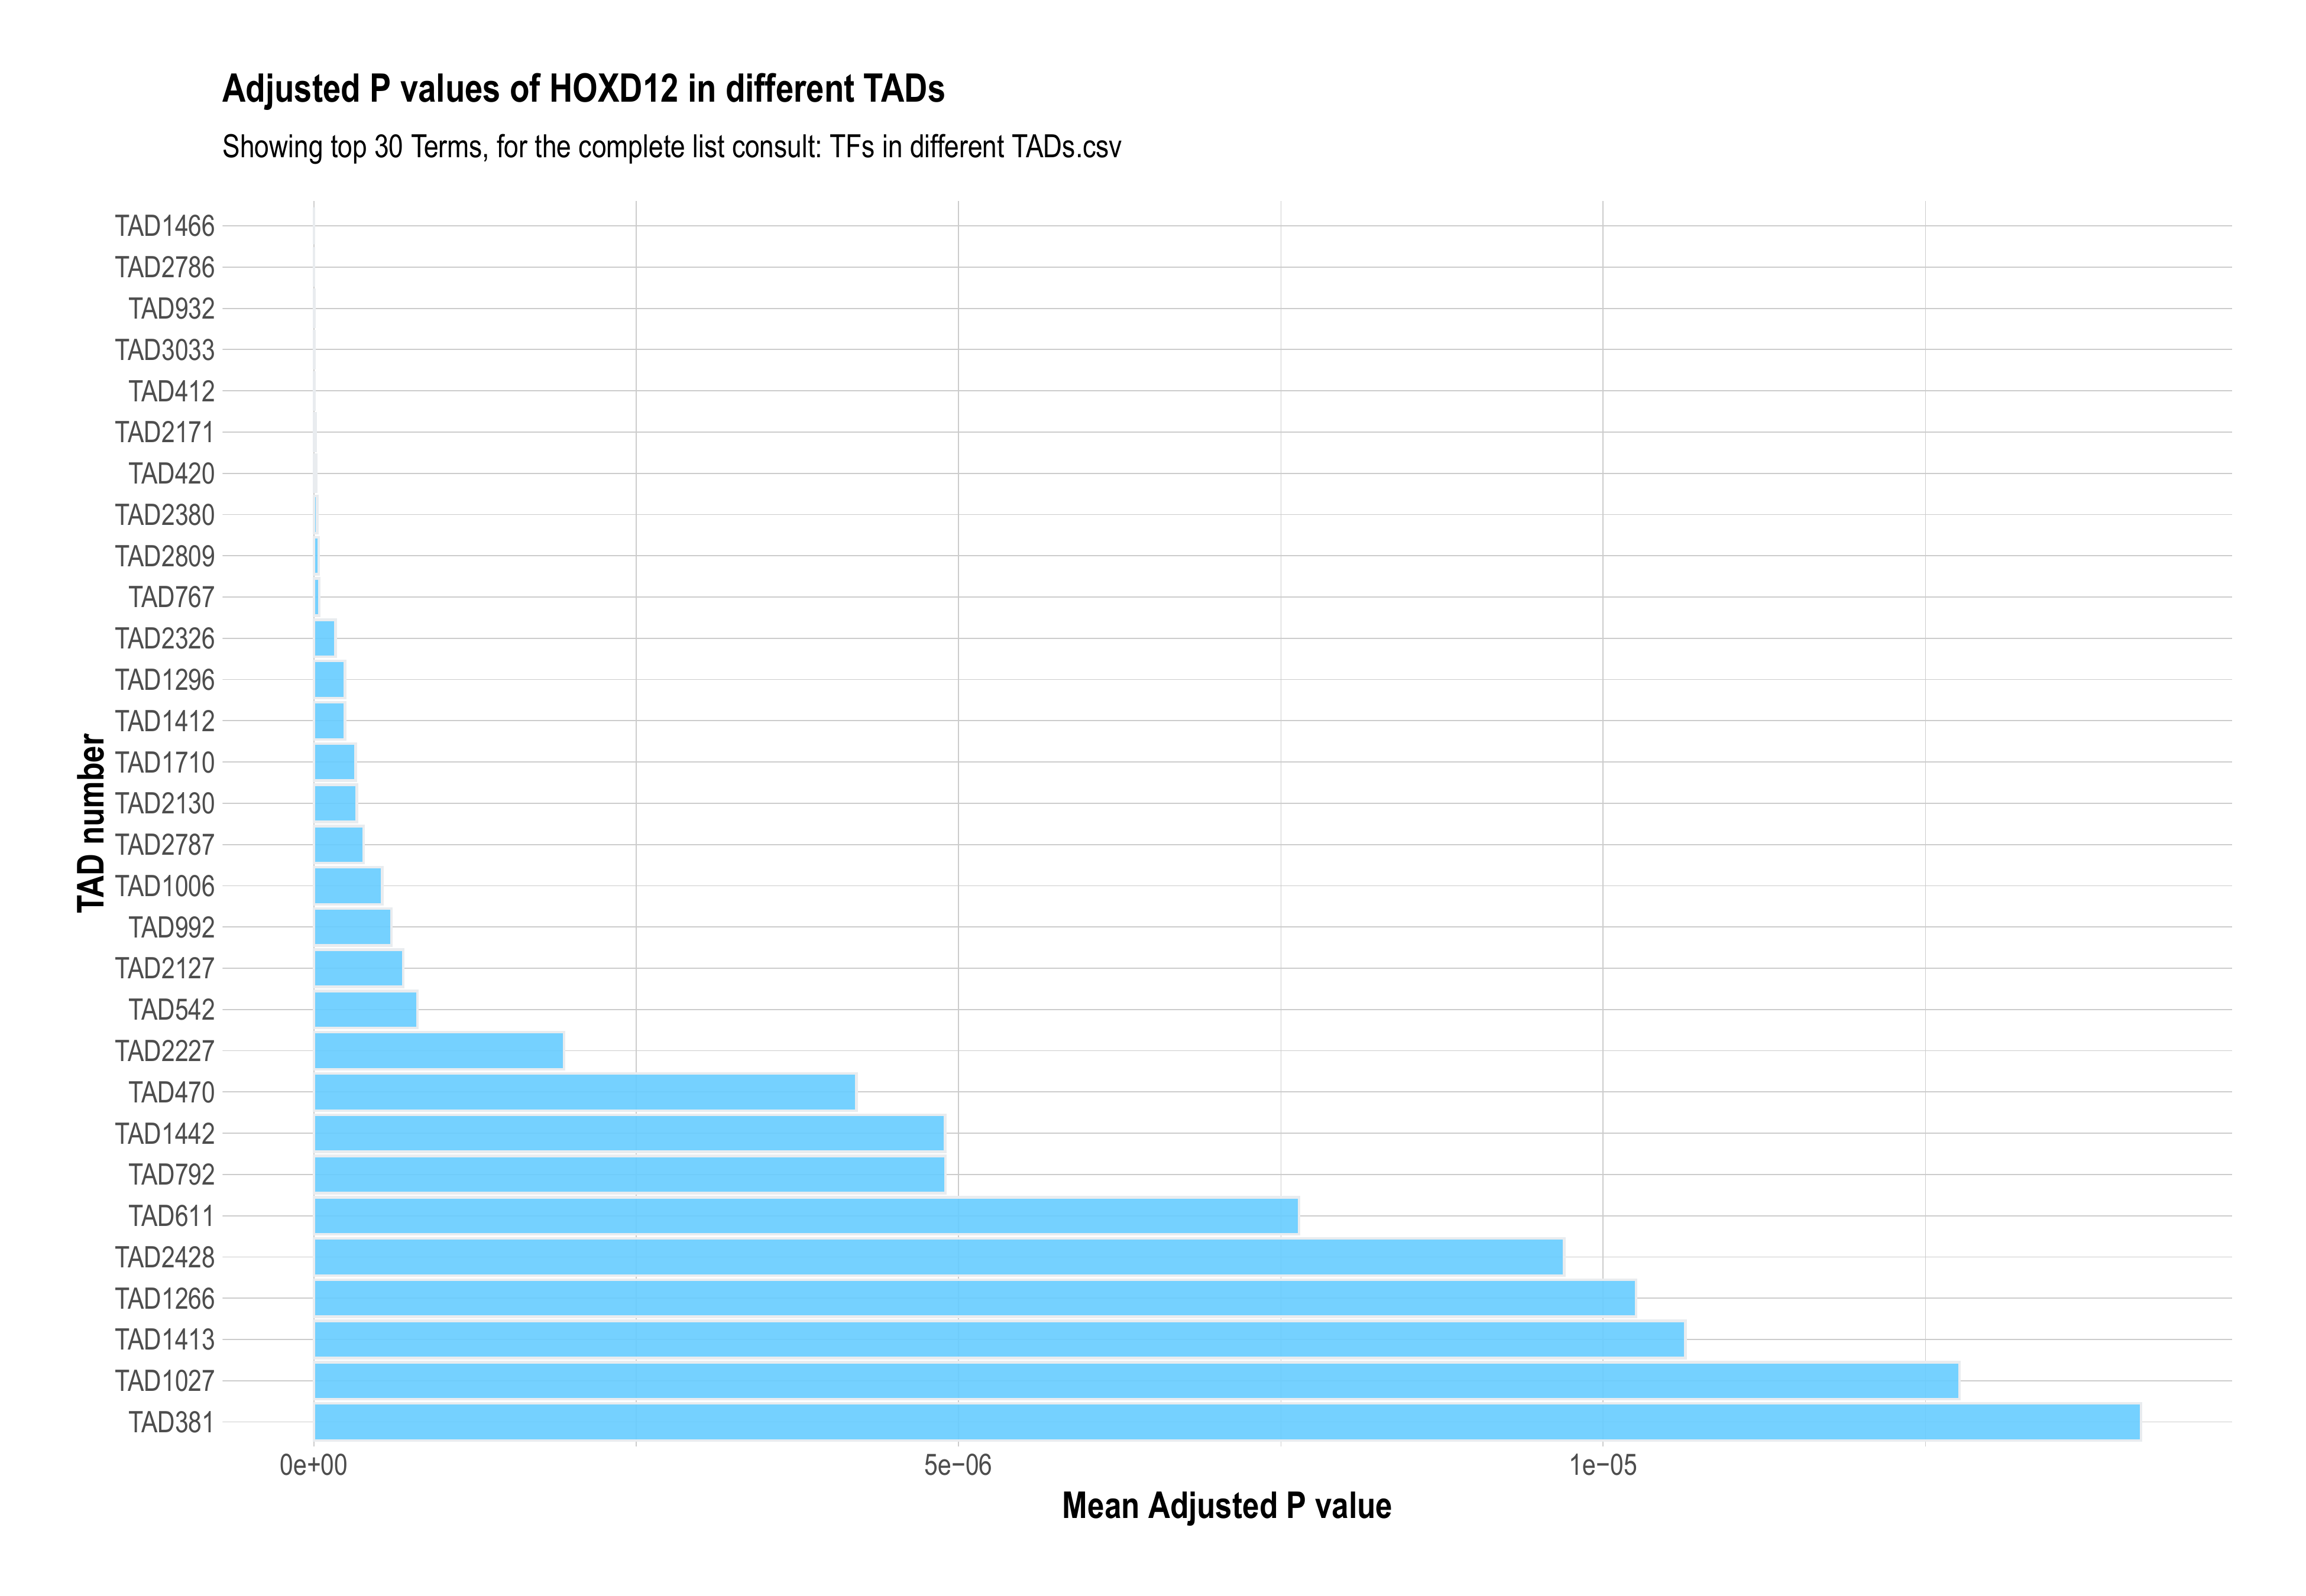 Adjusted P values of HOXD12 in different TADs
Showing top 30 Terms, for the complete list consult: TFs in different TADs.csv
TAD number
TAD1466
TAD2786
TAD932
TAD3033
TAD412
TAD2171
TAD420
TAD2380
TAD2809
TAD767
TAD2326
TAD1296
TAD1412
TAD1710
TAD2130
TAD2787
TAD1006
TAD992
TAD2127
TAD542
TAD2227
TAD470
TAD1442
TAD792
TAD611
TAD2428
TAD1266
TAD1413
TAD1027
TAD381
0e+00 5e−06 1e−05
Mean Adjusted P value